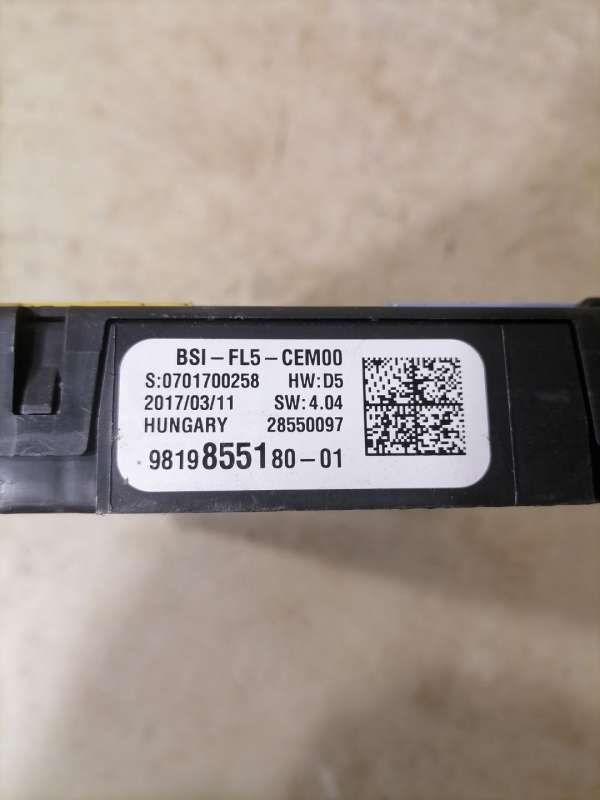 BSI-FL5-CEM00
S:0701700258 HW:D5
2017/03/11 SW:4.04
HUNGARY 28550097
9819855180-01